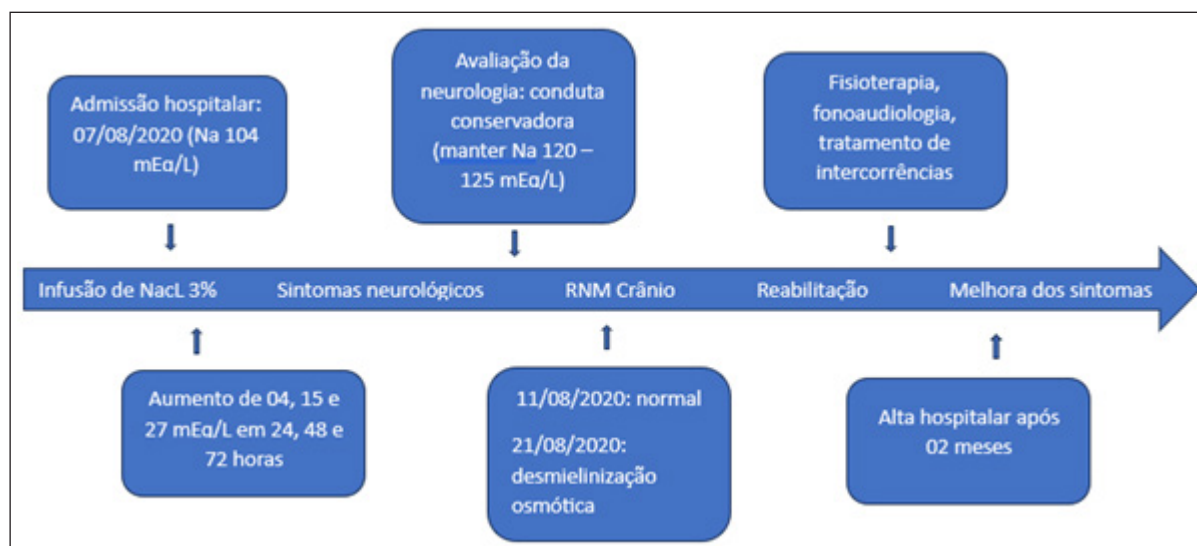 Admissão hospitalar:
07/08/2020 (Na 104
mEq/L)
Avaliação da
neurologia: conduta
conservadora
(manter Na 120 –
125 mEq/L)
Fisioterapia,
fonoaudiologia,
tratamento de
intercorrências
Infusão de NacL 3% Sintomas neurológicos RNM Crânio Reabilitação Melhora dos sintomas
Aumento de 04, 15 e
27 mEq/L em 24, 48 e
72 horas
11/08/2020: normal
21/08/2020:
desmielinização
osmótica
Alta hospitalar após
02 meses